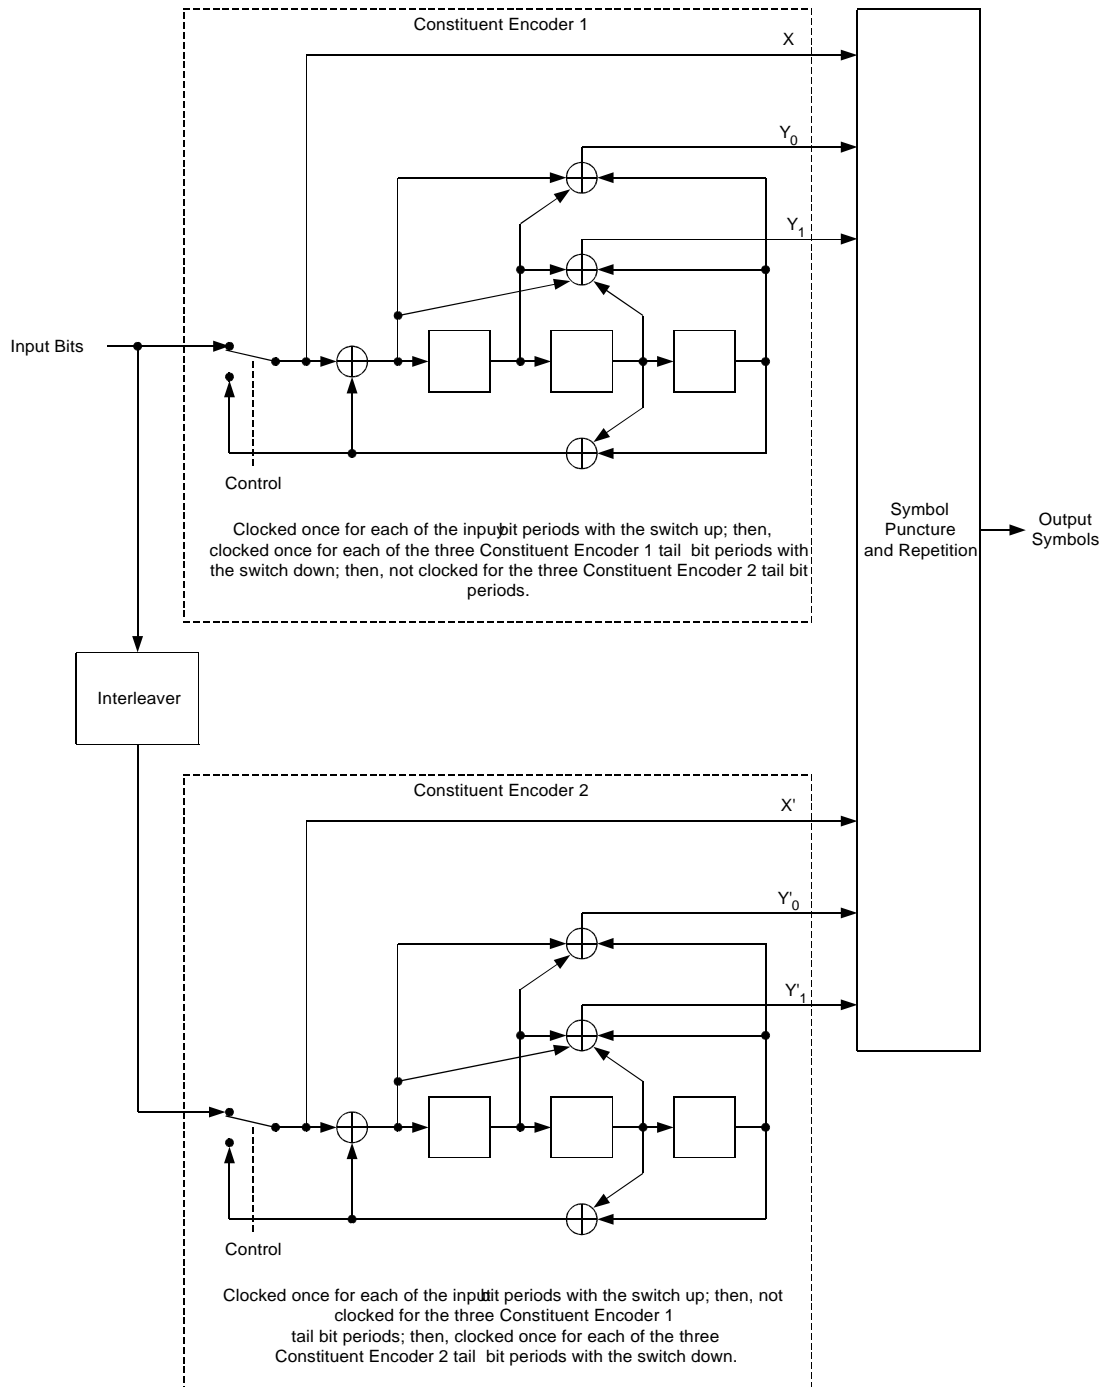 Constituent Encoder 1
X
Y0
Y1
Input Bits
Control
Clocked once for each of the input bit periods with the switch up; then,
clocked once for each of the three Constituent Encoder 1 tail bit periods with
the switch down; then, not clocked for the three Constituent Encoder 2 tail bit
periods.
Symbol
Puncture
and Repetition
Output
Symbols
Interleaver
Constituent Encoder 2
X'
Y'0
Y'1
Control
Clocked once for each of the input bit periods with the switch up; then, not
clocked for the three Constituent Encoder 1
tail bit periods; then, clocked once for each of the three
Constituent Encoder 2 tail bit periods with the switch down.